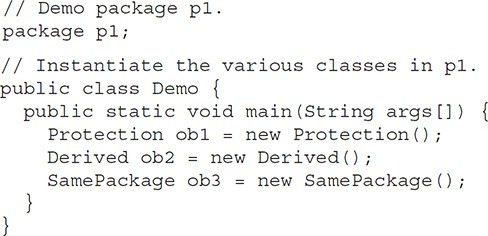 // Demo package p1.
package p1;
// Instantiate the various classes in p1.
public class Demo {
  public static void main(String args[]) {
    Protection ob1 = new Protection();
    Derived ob2 = new Derived();
    SamePackage ob3 = new SamePackage();
  }
}